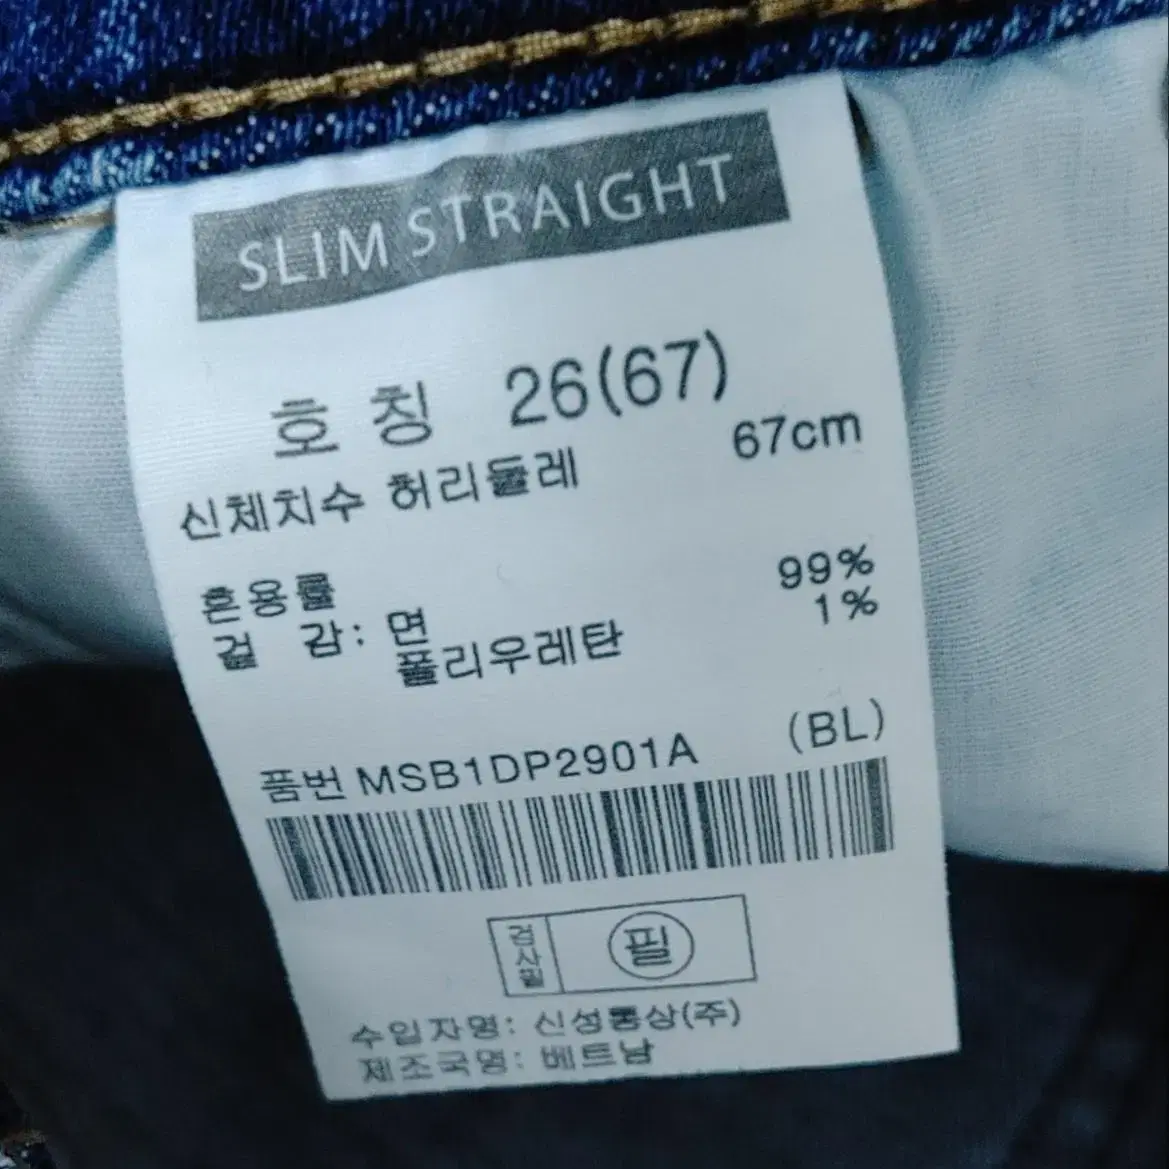 SLIM STRAIGHT
호 칭 26(67)
신체치수 허리둘레 67cm
혼용률
겉 감: 면 99%
폴리우레탄 1%
품번 MSB1DP2901A (BL)
검사필 필
수입자명: 신성통상(주)
제조국명: 베트남